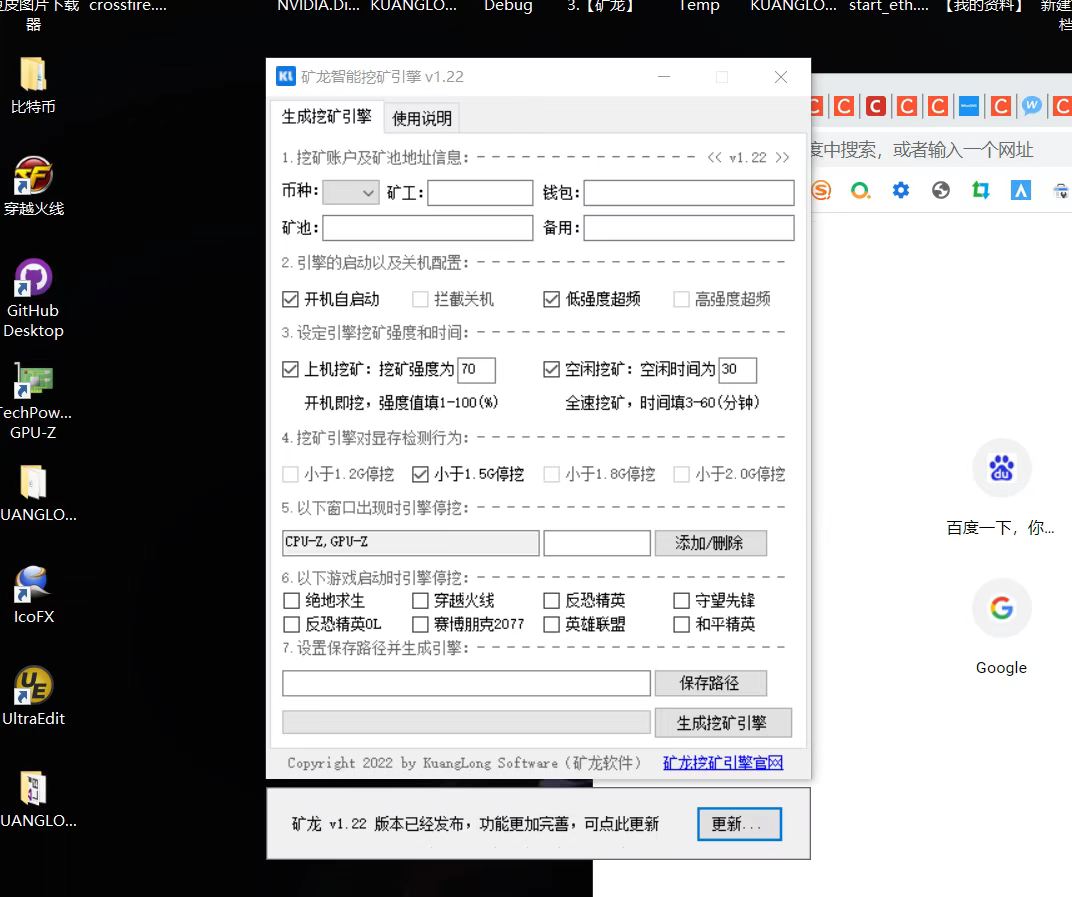 皮图片下载器
crossfire....
NVIDIA.Di...
KUANGLO...
Debug
3.【矿龙】
Temp
KUANGLO...
start_eth....
【我的资料】
比特币
穿越火线
GitHub
Desktop
TechPow...
GPU-Z
UANGLO...
IcoFX
UltraEdit
UANGLO...
矿龙智能挖矿引擎 v1.22
生成挖矿引擎
使用说明
1.挖矿账户及矿池地址信息：- - - - - - - - - - - - - - - - - << v1.22 >>
币种：
矿工：
钱包：
矿池：
备用：
2.引擎的启动以及关机配置：- - - - - - - - - - - - - - - - - - - - - - - -
开机自启动
拦截关机
低强度超频
高强度超频
3.设定引擎挖矿强度和时间：- - - - - - - - - - - - - - - - - - - - - - - -
上机挖矿：挖矿强度为 70
空闲挖矿：空闲时间为 30
开机即挖，强度值填1-100(%)
全速挖矿，时间填3-60(分钟)
4.挖矿引擎对显存检测行为：- - - - - - - - - - - - - - - - - - - - - - - -
小于1.2G停挖
小于1.5G停挖
小于1.8G停挖
小于2.0G停挖
5.以下窗口出现时引擎停挖：- - - - - - - - - - - - - - - - - - - - - - - -
CPU-Z,GPU-Z
添加/删除
6.以下游戏启动时引擎停挖：- - - - - - - - - - - - - - - - - - - - - - - -
绝地求生
穿越火线
反恐精英
守望先锋
反恐精英OL
赛博朋克2077
英雄联盟
和平精英
7.设置保存路径并生成引擎：- - - - - - - - - - - - - - - - - - - - - - - -
保存路径
生成挖矿引擎
Copyright 2022 by KuangLong Software（矿龙软件）
矿龙挖矿引擎官网
矿龙 v1.22 版本已经发布，功能更加完善，可点此更新
更新...
度中搜索，或者输入一个网址
百度一下，你...
Google